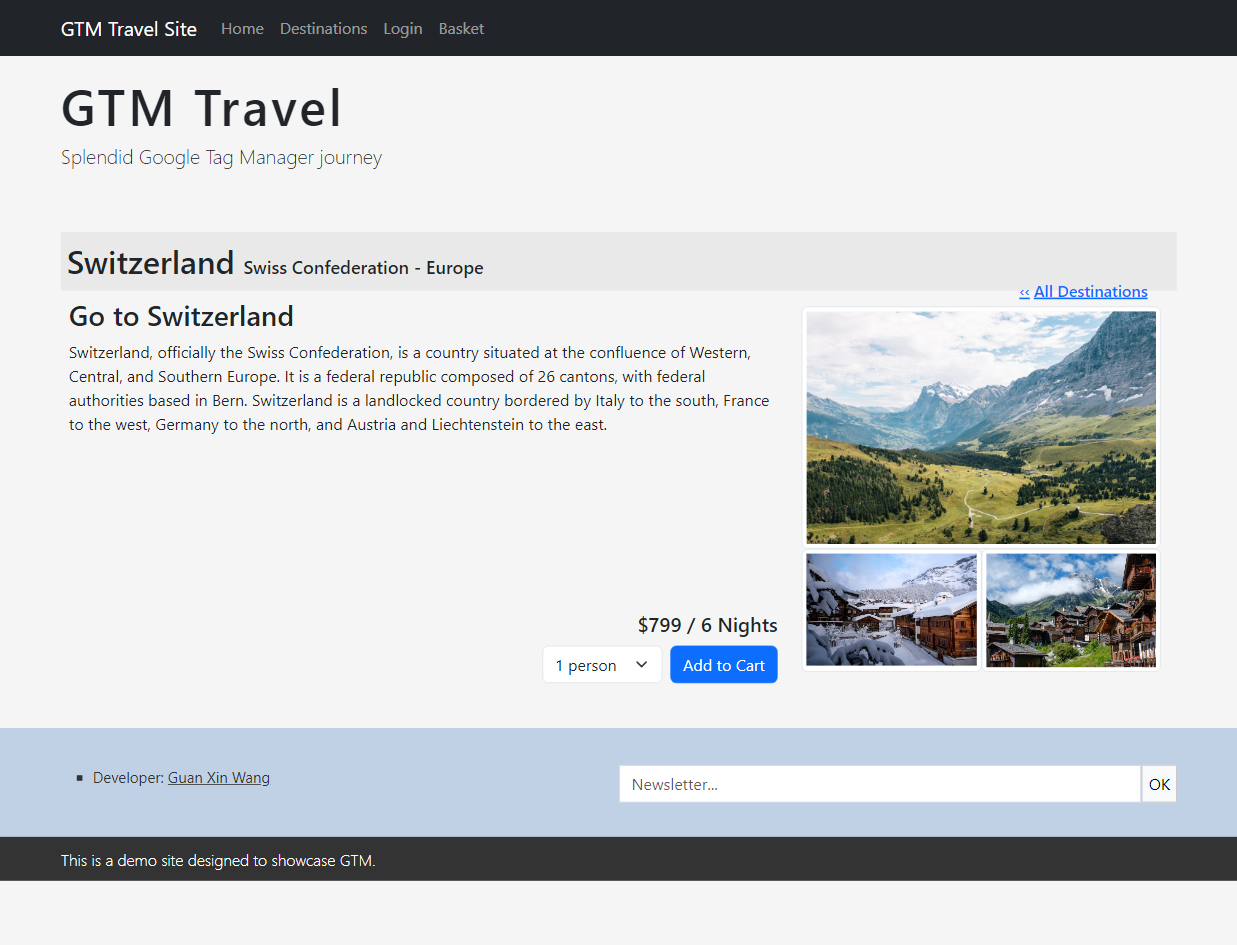 GTM Travel Site Home Destinations Login Basket
GTM Travel
Splendid Google Tag Manager journey
Switzerland Swiss Confederation - Europe
‹‹ All Destinations
Go to Switzerland
Switzerland, officially the Swiss Confederation, is a country situated at the confluence of Western,
Central, and Southern Europe. It is a federal republic composed of 26 cantons, with federal
authorities based in Bern. Switzerland is a landlocked country bordered by Italy to the south, France
to the west, Germany to the north, and Austria and Liechtenstein to the east.
$799 / 6 Nights
1 person Add to Cart
Developer: Guan Xin Wang
Newsletter... OK
This is a demo site designed to showcase GTM.